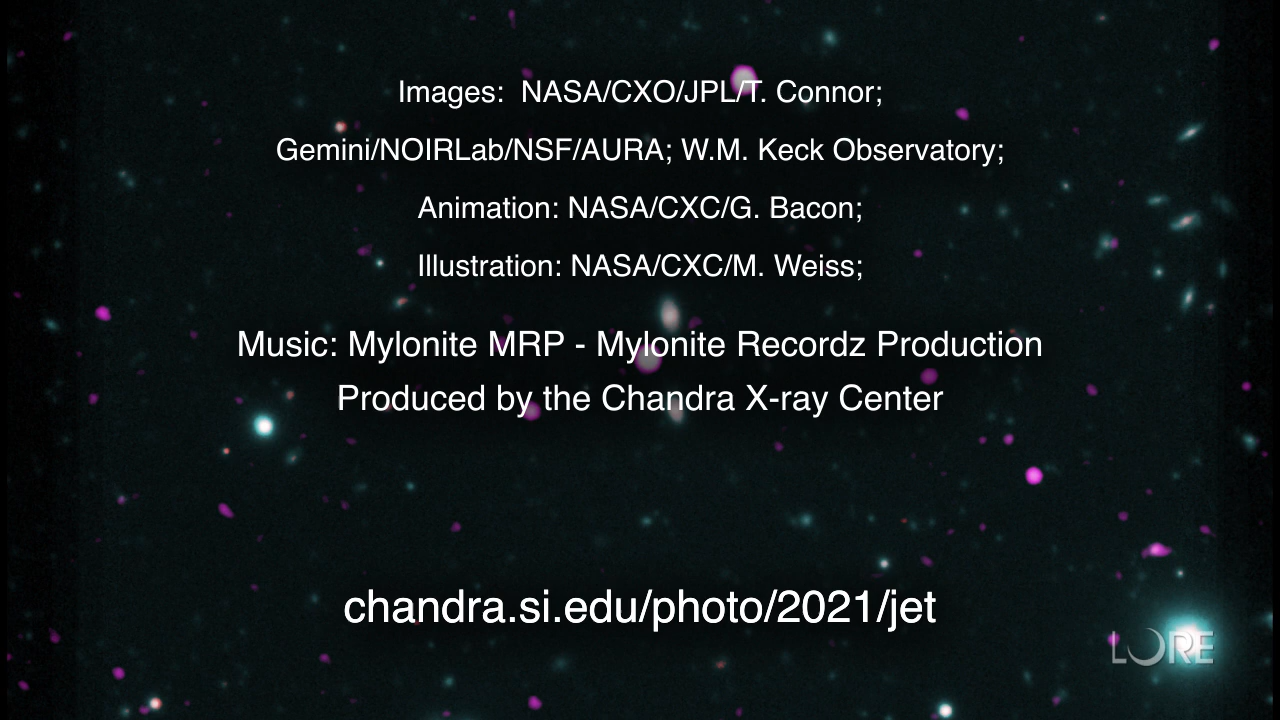 Images:  NASA/CXO/JPL/T. Connor;
Gemini/NOIRLab/NSF/AURA; W.M. Keck Observatory;
Animation: NASA/CXC/G. Bacon;
Illustration: NASA/CXC/M. Weiss;
Music: Mylonite MRP - Mylonite Recordz Production
Produced by the Chandra X-ray Center
chandra.si.edu/photo/2021/jet
LORE